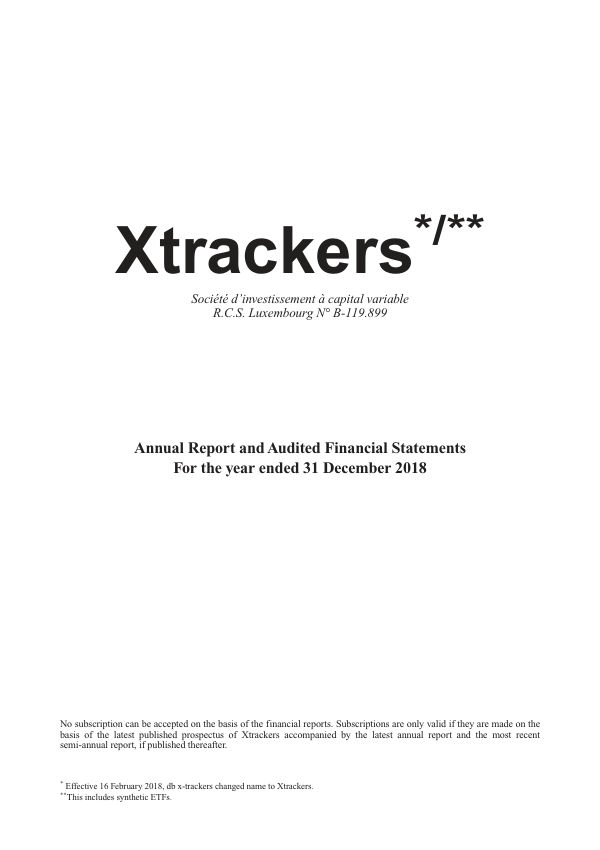 Xtrackers*/**
Société d’investissement à capital variable
R.C.S. Luxembourg N° B-119.899
Annual Report and Audited Financial Statements
For the year ended 31 December 2018
No subscription can be accepted on the basis of the financial reports. Subscriptions are only valid if they are made on the
basis of the latest published prospectus of Xtrackers accompanied by the latest annual report and the most recent
semi-annual report, if published thereafter.
* Effective 16 February 2018, db x-trackers changed name to Xtrackers.
**This includes synthetic ETFs.